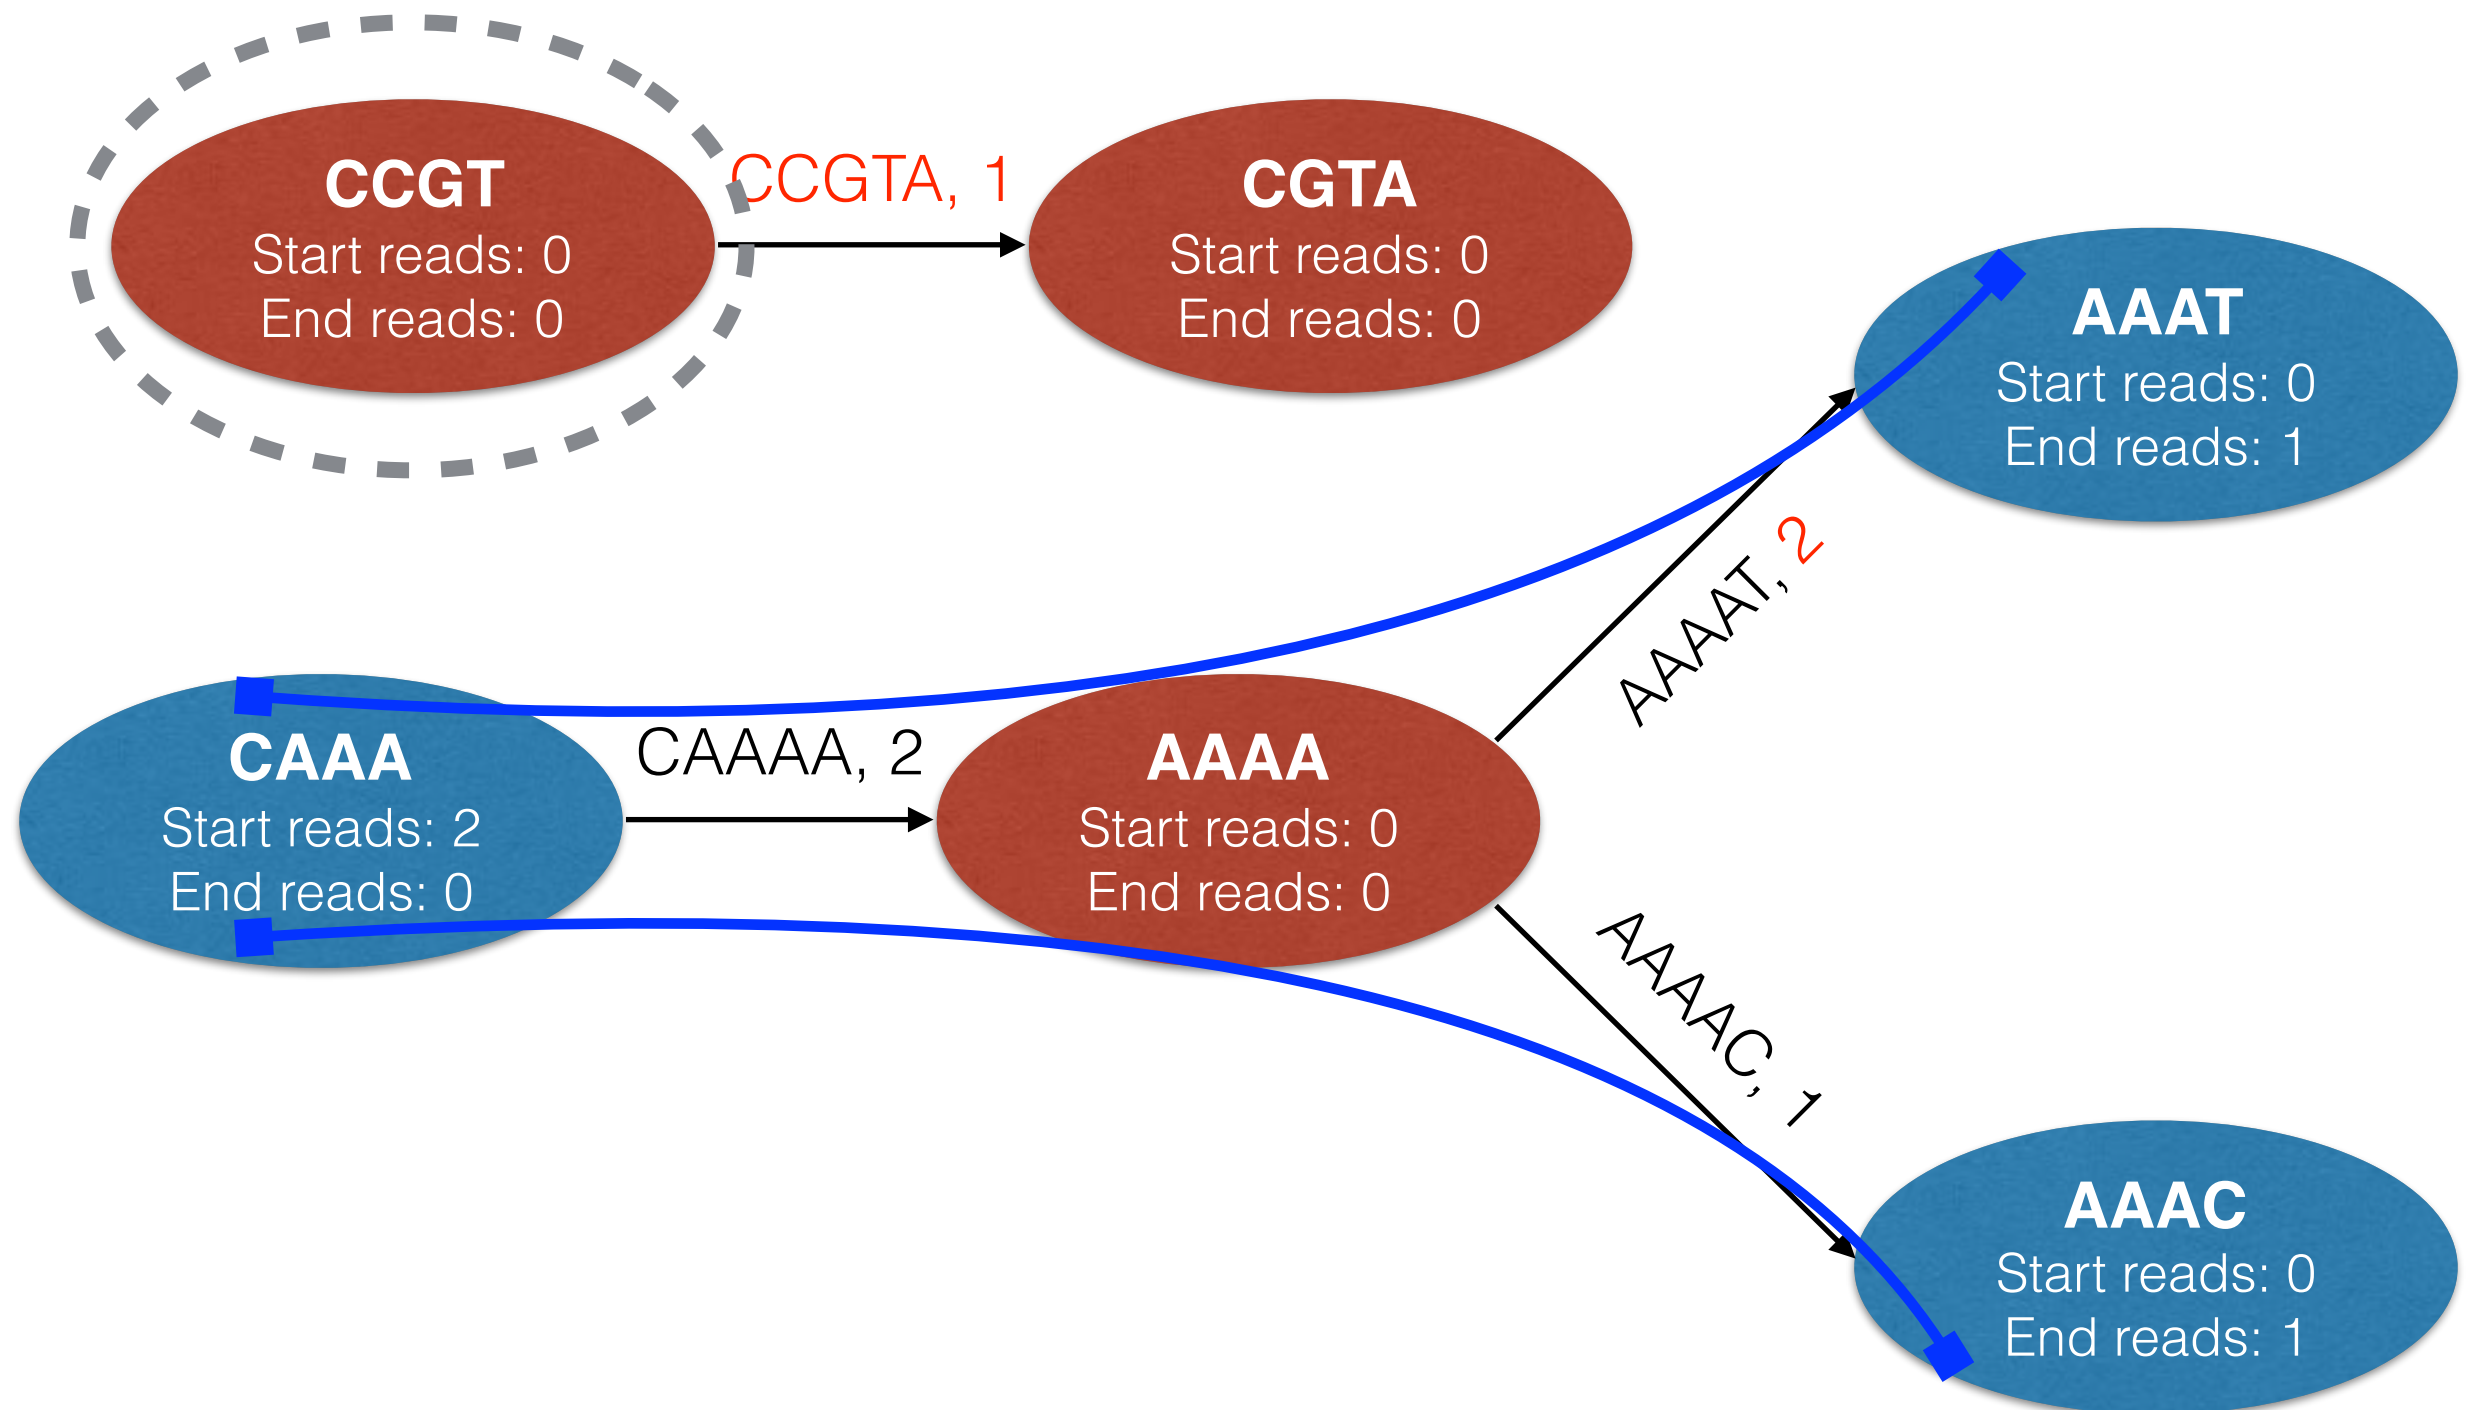 CCGT
Start reads: 0
End reads: 0
CCGTA, 1
CGTA
Start reads: 0
End reads: 0
AAAT
Start reads: 0
End reads: 1
AAAAT, 2
CAAA
Start reads: 2
End reads: 0
CAAAA, 2
AAAA
Start reads: 0
End reads: 0
AAAAC, 1
AAAC
Start reads: 0
End reads: 1